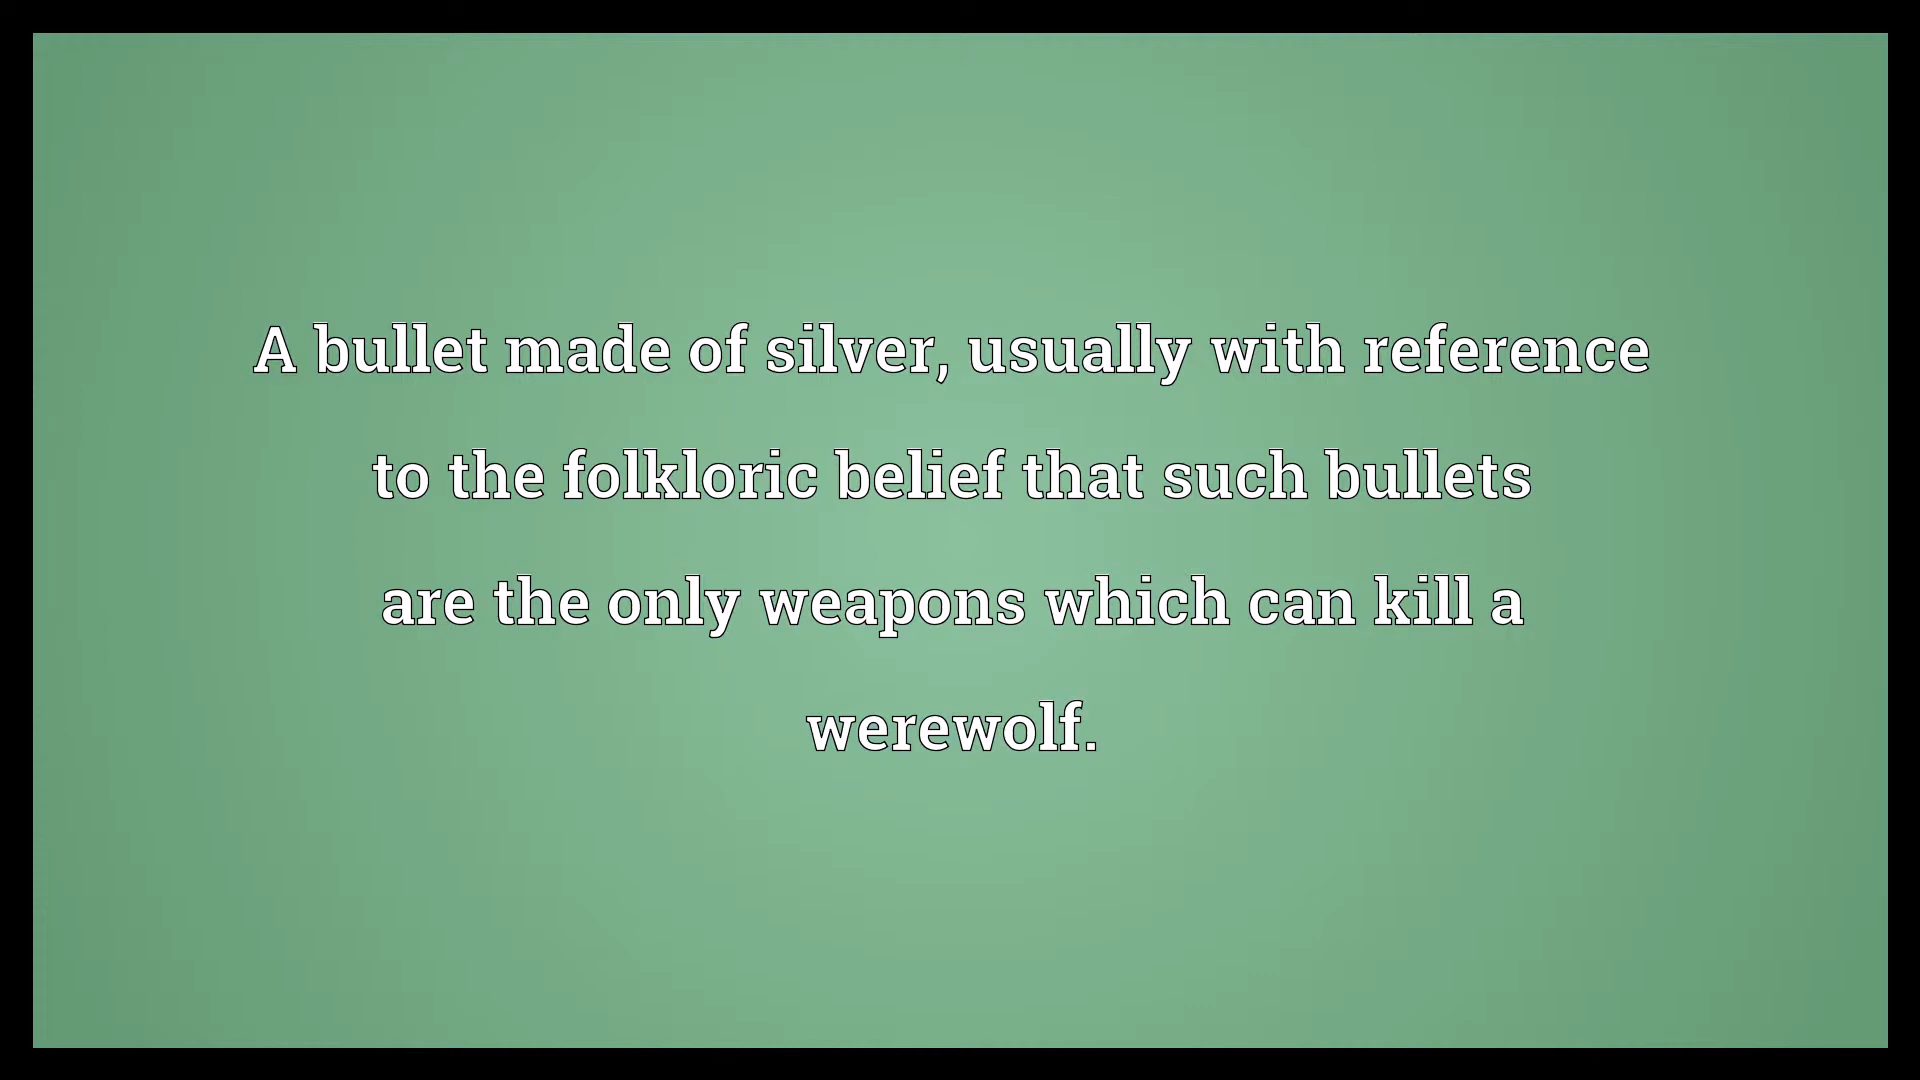 A bullet made of silver, usually with reference
to the folkloric belief that such bullets
are the only weapons which can kill a
werewolf.